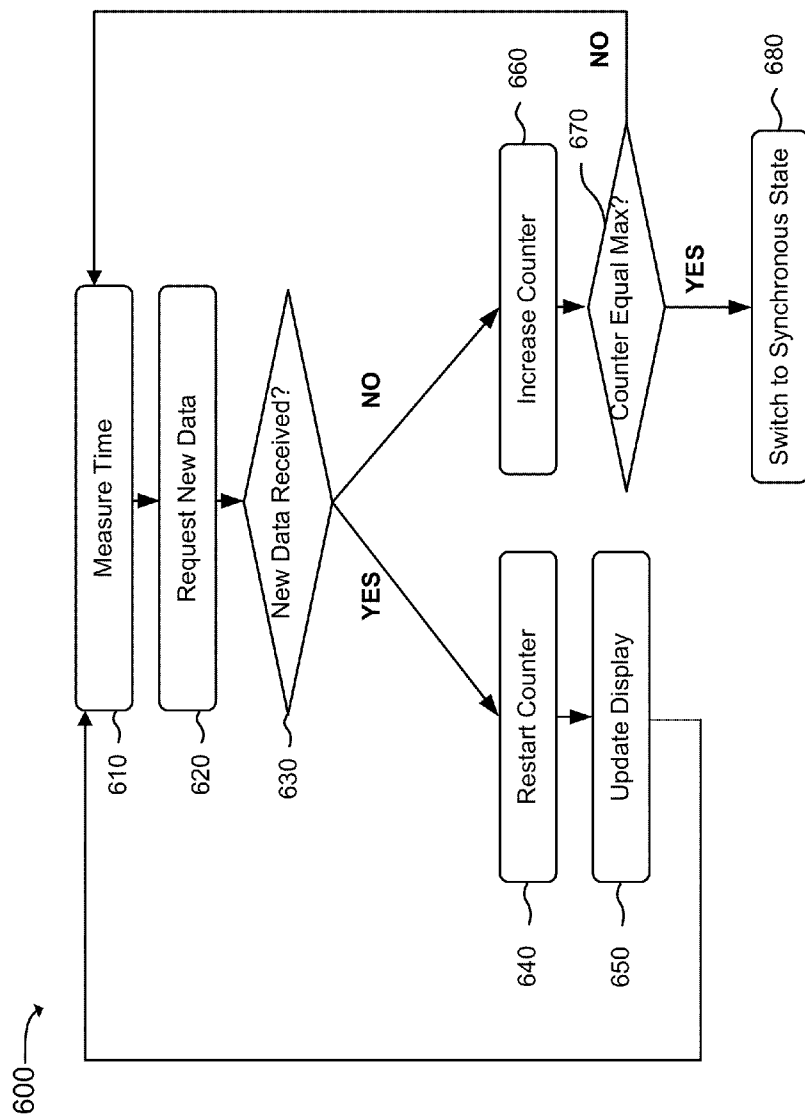 600
Measure Time
610
Request New Data
620
New Data Received?
630
YES
NO
Restart Counter
640
Update Display
650
Increase Counter
660
Counter Equal Max?
670
NO
YES
Switch to Synchronous State
680